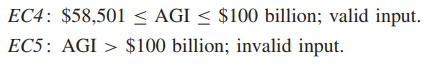 EC4: $58,501 ≤ AGI ≤ $100 billion; valid input.
EC5: AGI > $100 billion; invalid input.